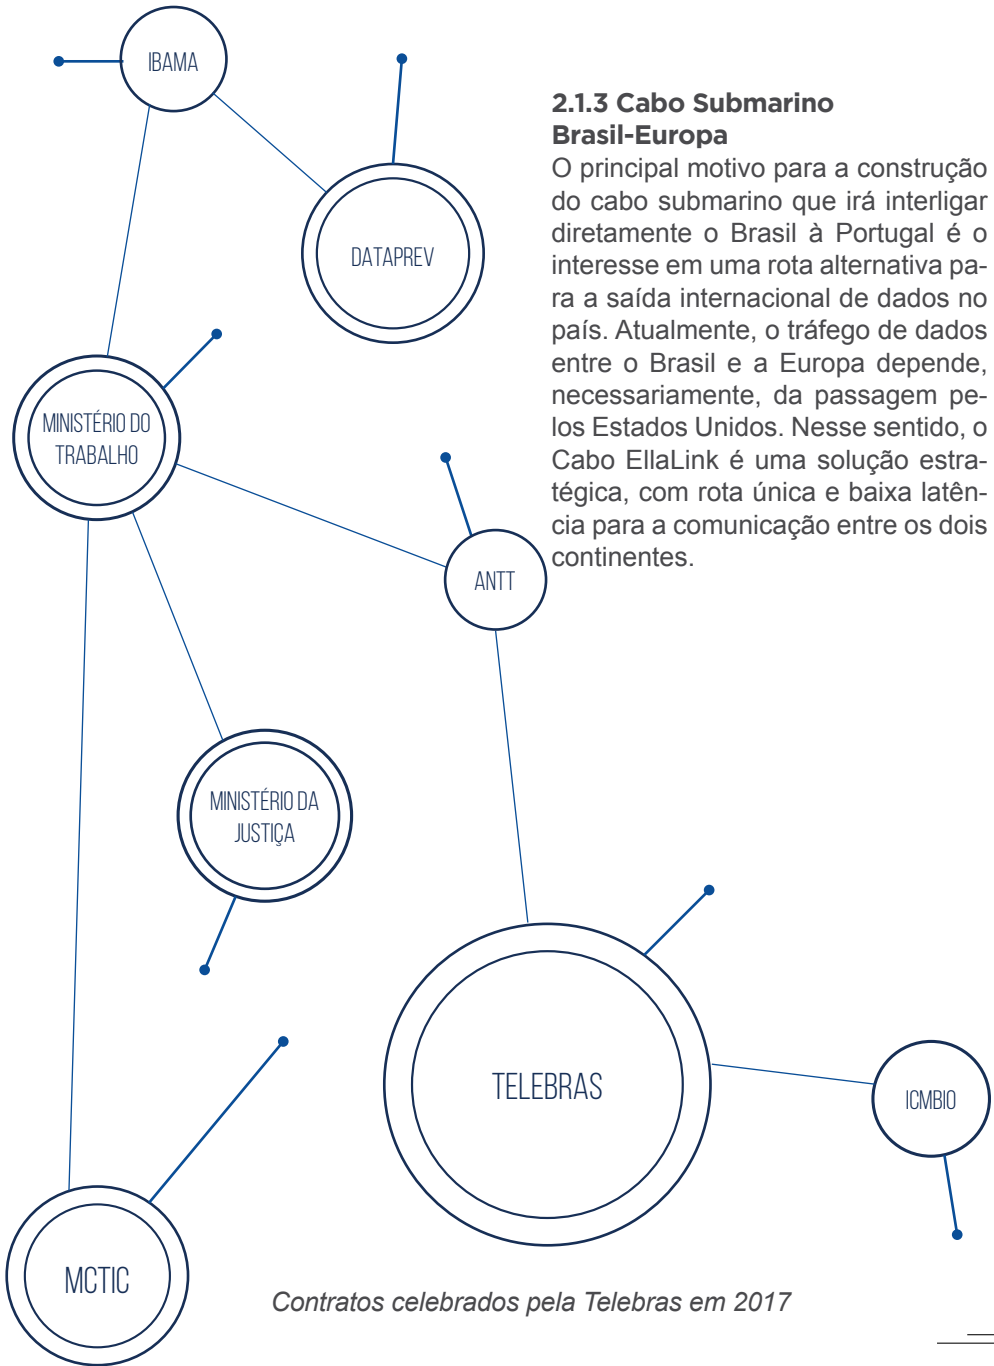 IBAMA
DATAPREV
MINISTÉRIO DO
TRABALHO
ANTT
MINISTÉRIO DA
JUSTIÇA
TELEBRAS
ICMBIO
MCTIC
Contratos celebrados pela Telebras em 2017
2.1.3 Cabo Submarino
Brasil-Europa
O principal motivo para a construção
do cabo submarino que irá interligar
diretamente o Brasil à Portugal é o
interesse em uma rota alternativa pa-
ra a saída internacional de dados no
país. Atualmente, o tráfego de dados
entre o Brasil e a Europa depende,
necessariamente, da passagem pe-
los Estados Unidos. Nesse sentido, o
Cabo EllaLink é uma solução estra-
tégica, com rota única e baixa latên-
cia para a comunicação entre os dois
continentes.